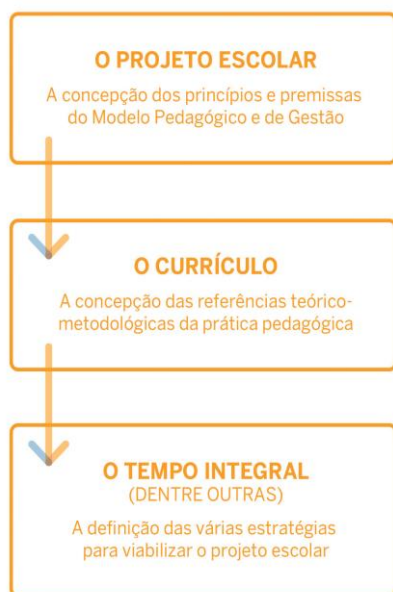 O PROJETO ESCOLAR
A concepção dos princípios e premissas
do Modelo Pedagógico e de Gestão
O CURRÍCULO
A concepção das referências teórico-
metodológicas da prática pedagógica
O TEMPO INTEGRAL
(DENTRE OUTRAS)
A definição das várias estratégias
para viabilizar o projeto escolar